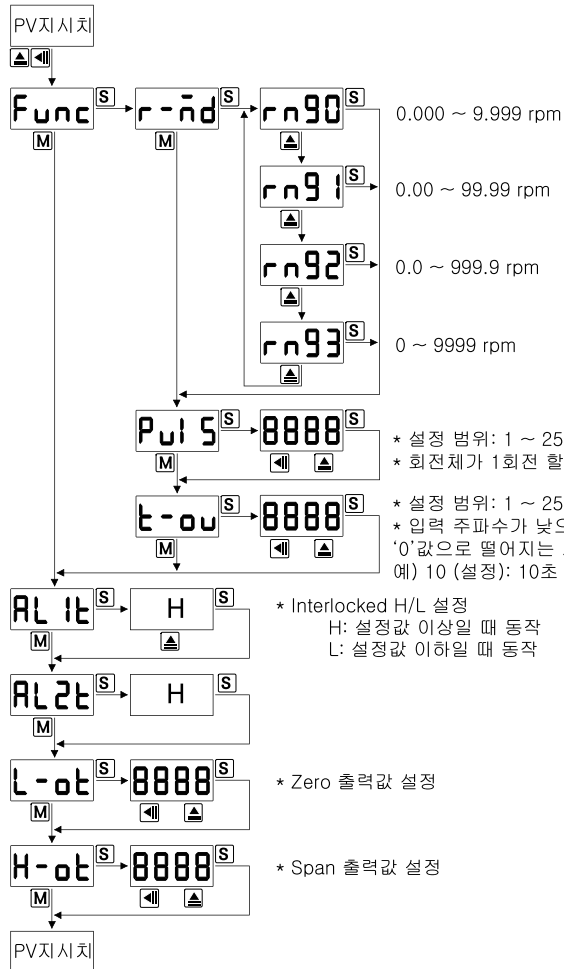 PV지시치
Func S r-md S rng0 S 0.000 ~ 9.999 rpm
M M
rng1 S 0.00 ~ 99.99 rpm
rng2 S 0.0 ~ 999.9 rpm
rng3 S 0 ~ 9999 rpm
PulS S 8888 S
M
* 설정 범위: 1 ~ 25
* 회전체가 1회전 할
t-ou S 8888 S
M
* 설정 범위: 1 ~ 25
* 입력 주파수가 낮으
‘0’값으로 떨어지는
예) 10 (설정): 10초
AL1t S H S
M
* Interlocked H/L 설정
H: 설정값 이상일 때 동작
L: 설정값 이하일 때 동작
AL2t S H S
M
L-ot S 8888 S * Zero 출력값 설정
M
H-ot S 8888 S * Span 출력값 설정
M
PV지시치